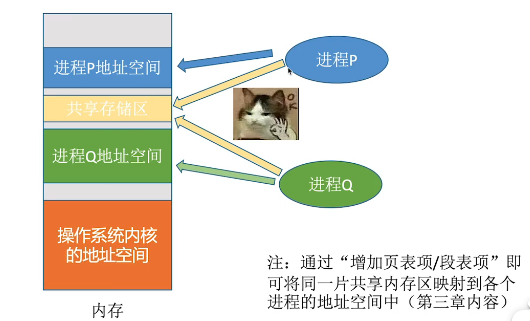 进程P地址空间
共享存储区
进程Q地址空间
操作系统内核
的地址空间
内存
进程P
OK
进程Q
注：通过“增加页表项/段表项”即
可将同一片共享内存区映射到各个
进程的地址空间中（第三章内容）